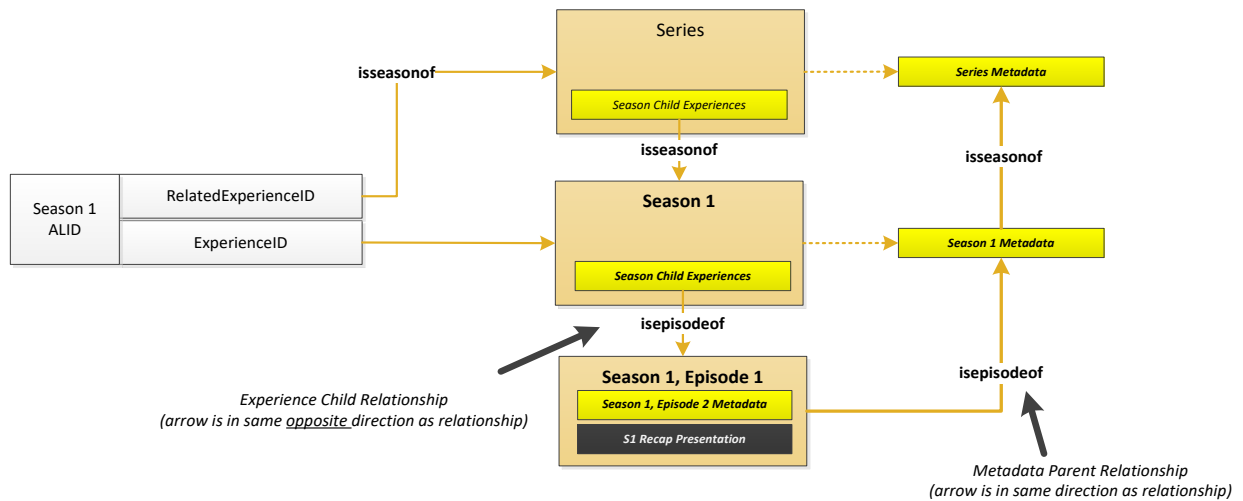 Series
isseasonof
Series Metadata
Season Child Experiences
isseasonof
isseasonof
RelatedExperienceID
Season 1
ALID
Season 1
ExperienceID
Season 1 Metadata
Season Child Experiences
isepisodeof
Season 1, Episode 1
isepisodeof
Experience Child Relationship
(arrow is in same opposite direction as relationship)
Season 1, Episode 2 Metadata
S1 Recap Presentation
Metadata Parent Relationship
(arrow is in same direction as relationship)